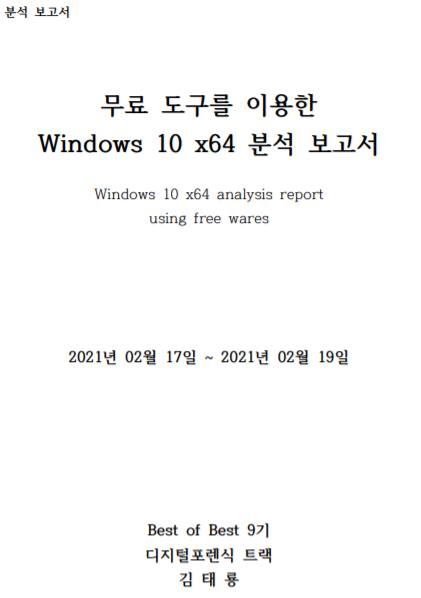 분석 보고서
무료 도구를 이용한
Windows 10 x64 분석 보고서
Windows 10 x64 analysis report
using free wares
2021년 02월 17일 ~ 2021년 02월 19일
Best of Best 9기
디지털포렌식 트랙
김 태 룡